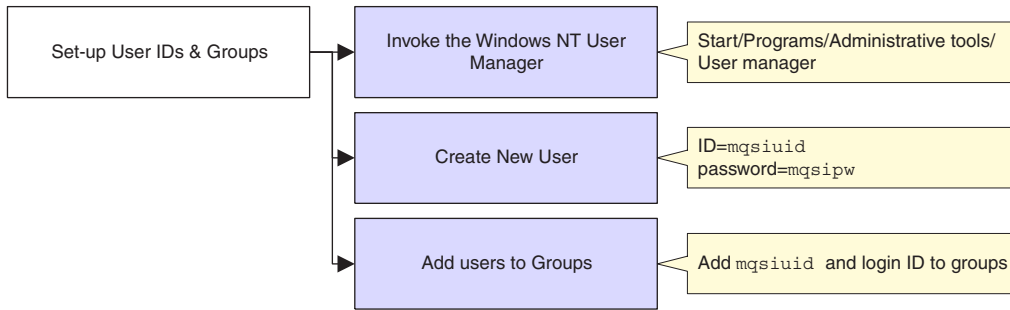 Set-up User IDs & Groups
Invoke the Windows NT User
Manager
Start/Programs/Administrative tools/
User manager
Create New User
ID=mqsiuid
password=mqsipw
Add users to Groups
Add mqsiuid and login ID to groups